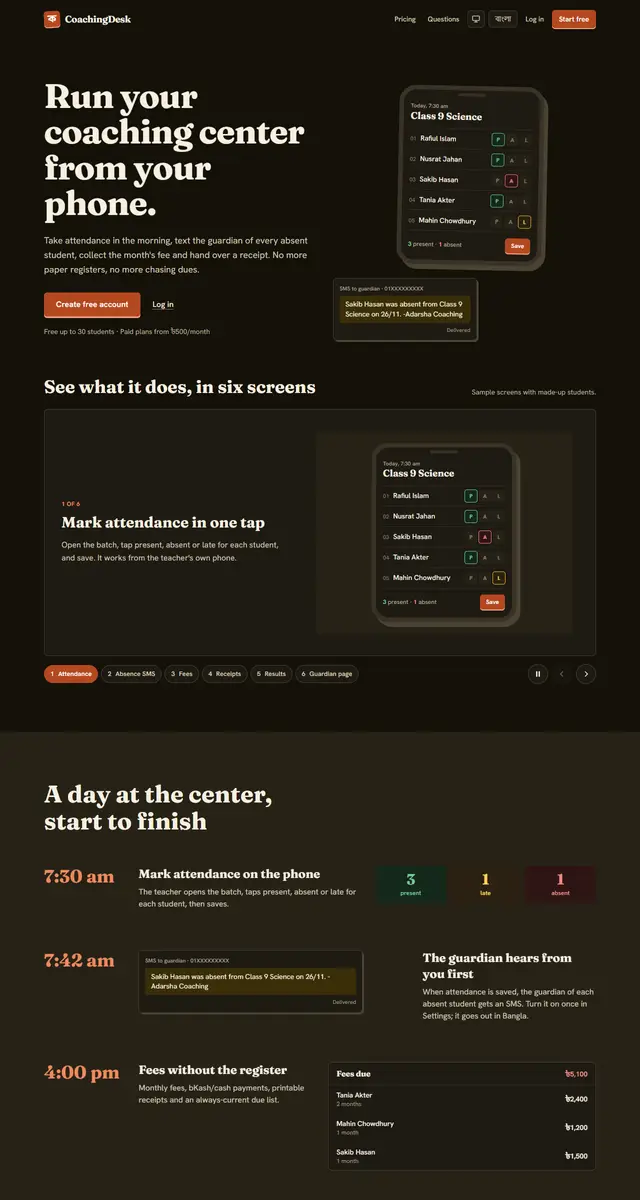 ক CoachingDesk
Pricing Questions বাংলা Log in Start free
Run your
coaching center
from your
phone.
Take attendance in the morning, text the guardian of every absent
student, collect the month's fee and hand over a receipt. No more
paper registers, no more chasing dues.
Create free account Log in
Free up to 30 students · Paid plans from ৳500/month
Today, 7:30 am
Class 9 Science
01 Rafiul Islam P A L
02 Nusrat Jahan P A L
03 Sakib Hasan P A L
04 Tania Akter P A L
05 Mahin Chowdhury P A L
3 present · 1 absent Save
SMS to guardian · 01XXXXXXXXX
Sakib Hasan was absent from Class 9
Science on 26/11. -Adarsha Coaching
Delivered
See what it does, in six screens
Sample screens with made-up students.
1 OF 6
Mark attendance in one tap
Open the batch, tap present, absent or late for each student,
and save. It works from the teacher's own phone.
Today, 7:30 am
Class 9 Science
01 Rafiul Islam P A L
02 Nusrat Jahan P A L
03 Sakib Hasan P A L
04 Tania Akter P A L
05 Mahin Chowdhury P A L
3 present · 1 absent Save
1 Attendance 2 Absence SMS 3 Fees 4 Receipts 5 Results 6 Guardian page
A day at the center,
start to finish
7:30 am
Mark attendance on the phone
The teacher opens the batch, taps present, absent or late for
each student, then saves.
3 1 1
present late absent
7:42 am
SMS to guardian · 01XXXXXXXXX
Sakib Hasan was absent from Class 9 Science on 26/11. -
Adarsha Coaching
Delivered
The guardian hears from
you first
When attendance is saved, the guardian of each
absent student gets an SMS. Turn it on once in
Settings; it goes out in Bangla.
4:00 pm
Fees without the register
Monthly fees, bKash/cash payments, printable
receipts and an always-current due list.
Fees due ৳5,100
Tania Akter ৳2,400
2 months
Mahin Chowdhury ৳1,200
1 month
Sakib Hasan ৳1,500
1 month